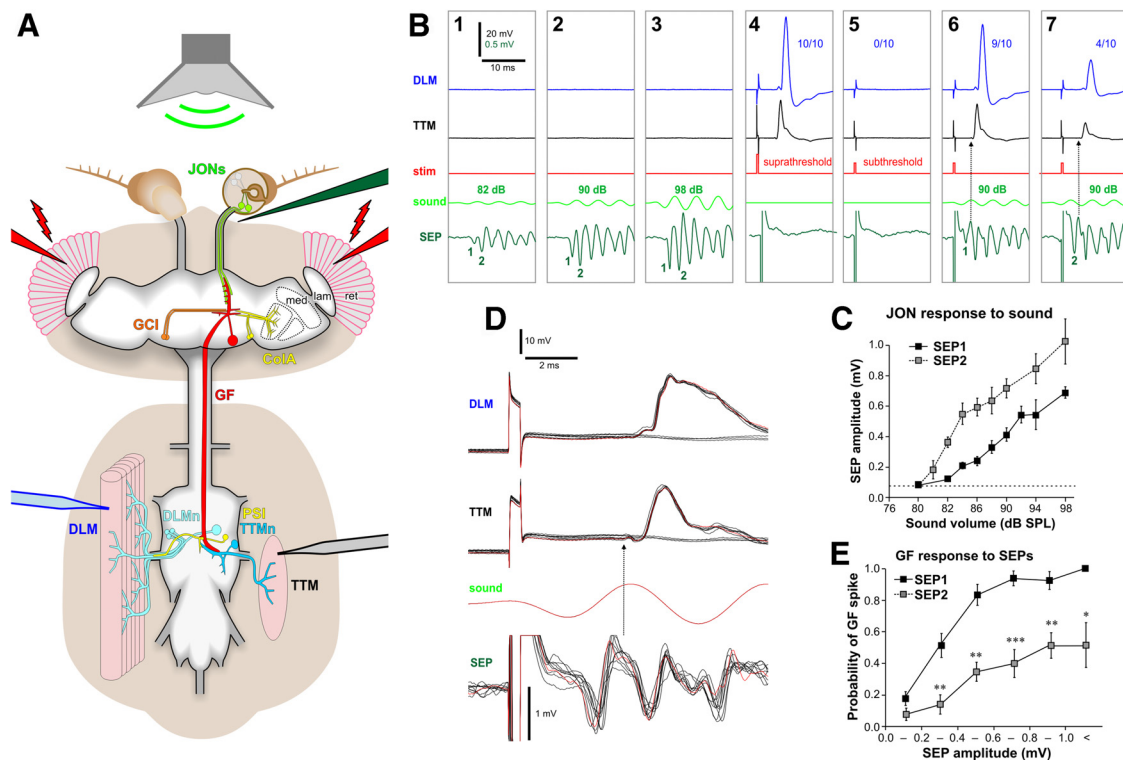 A
JONs
med
lam
ret
GCI
ColA
GF
DLM
DLMn
PSI
TTMn
TTM
B
1 2 3 4 5 6 7
20 mV
0.5 mV
10 ms
10/10 0/10 9/10 4/10
DLM
TTM
stim suprathreshold subthreshold
82 dB 90 dB 98 dB 90 dB 90 dB
sound
SEP
1 2 1 2 1 2 1 2
C
JON response to sound
SEP1
SEP2
SEP amplitude (mV)
1.0
0.8
0.6
0.4
0.2
0.0
76 80 82 86 90 94 98
Sound volume (dB SPL)
D
10 mV
2 ms
DLM
TTM
sound
SEP
1 mV
E
GF response to SEPs
SEP1
SEP2
Probability of GF spike
1.0
0.8
0.6
0.4
0.2
0.0
** ** *** ** *
0.0 – 0.2 – 0.4 – 0.6 – 0.8 – 1.0 <
SEP amplitude (mV)